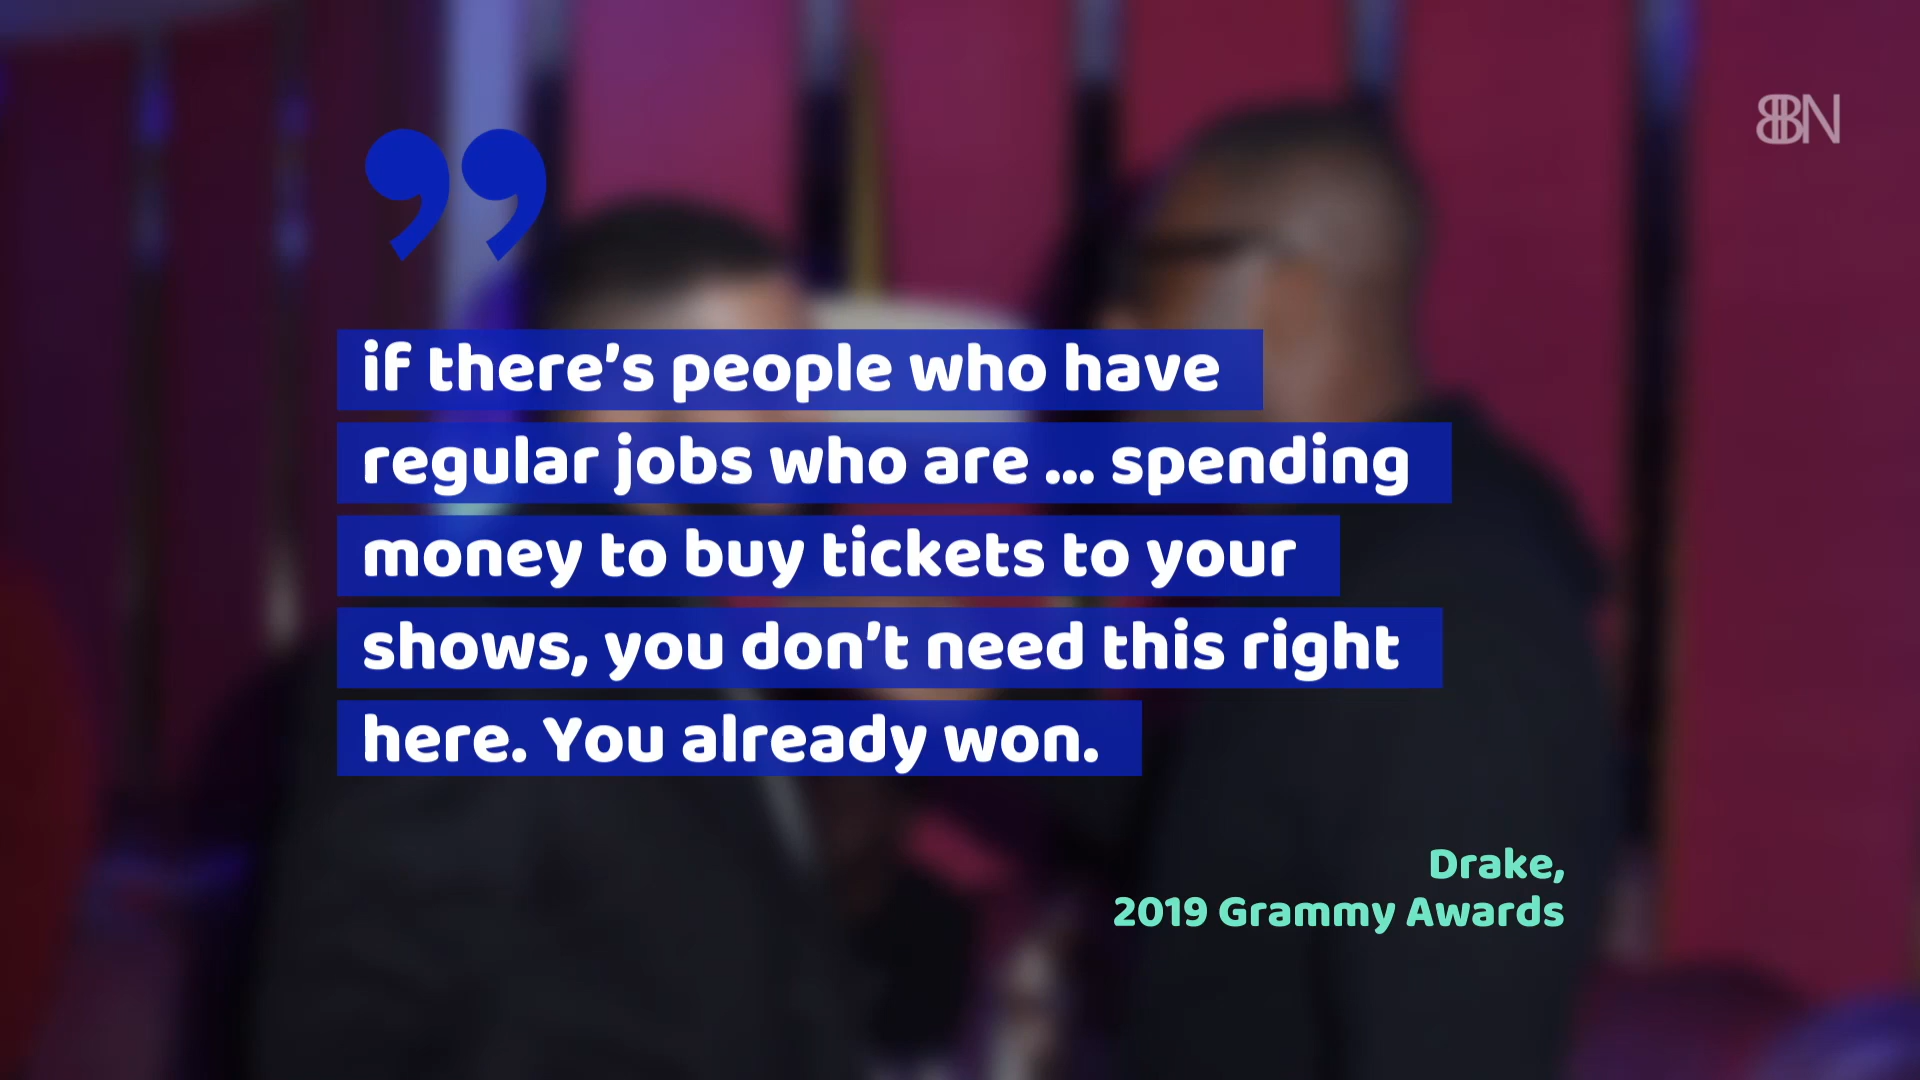 BBN
”
if there’s people who have
regular jobs who are ... spending
money to buy tickets to your
shows, you don’t need this right
here. You already won.
Drake,
2019 Grammy Awards